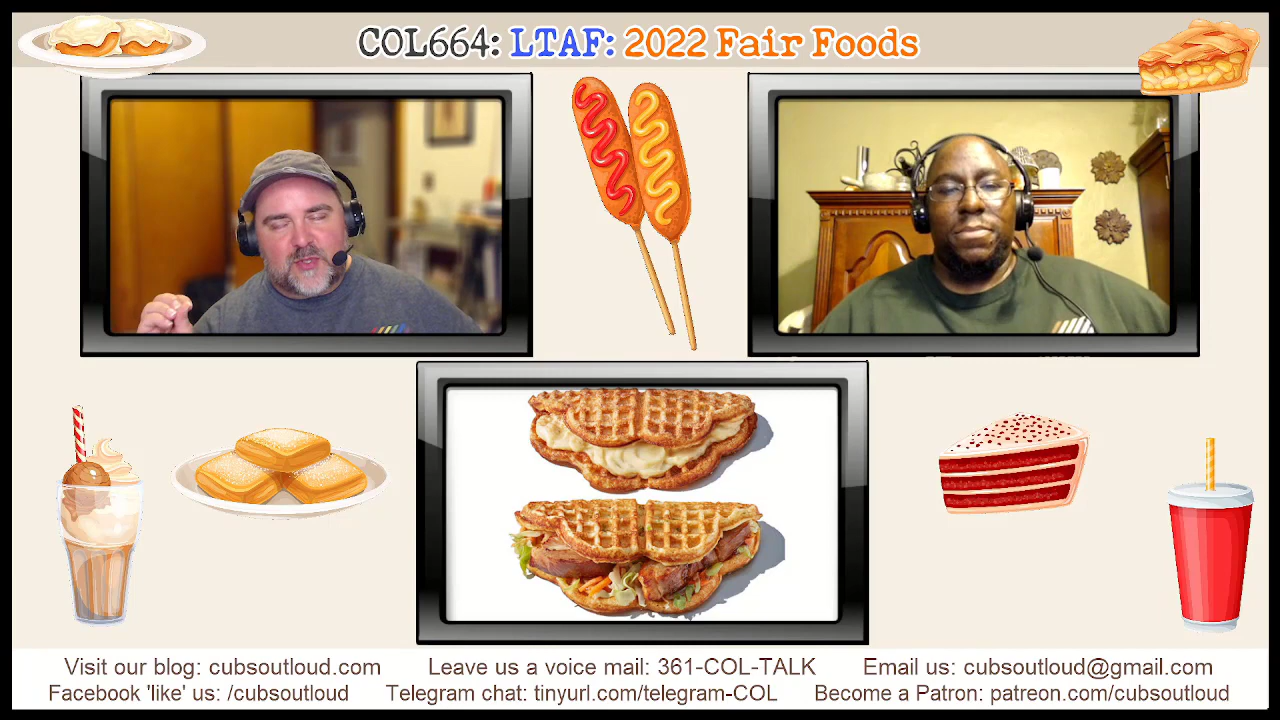 COL664: LTAF: 2022 Fair Foods
Visit our blog: cubsoutloud.com Leave us a voice mail: 361-COL-TALK Email us: cubsoutloud@gmail.com
Facebook 'like' us: /cubsoutloud Telegram chat: tinyurl.com/telegram-COL Become a Patron: patreon.com/cubsoutloud